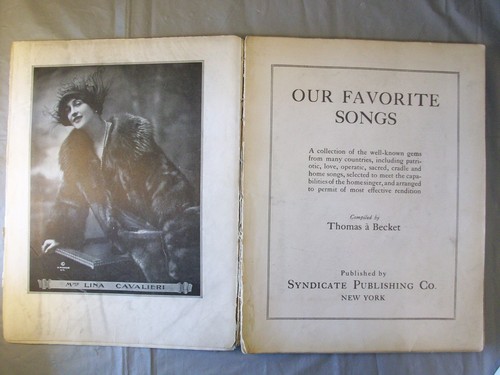 Mme LINA CAVALIERI
OUR FAVORITE
SONGS
A collection of the well-known gems
from many countries, including patri-
otic, love, operatic, sacred, cradle and
home songs, selected to meet the capa-
bilities of the home singer, and arranged
to permit of most effective rendition
Compiled by
Thomas à Becket
Published by
SYNDICATE PUBLISHING CO.
NEW YORK